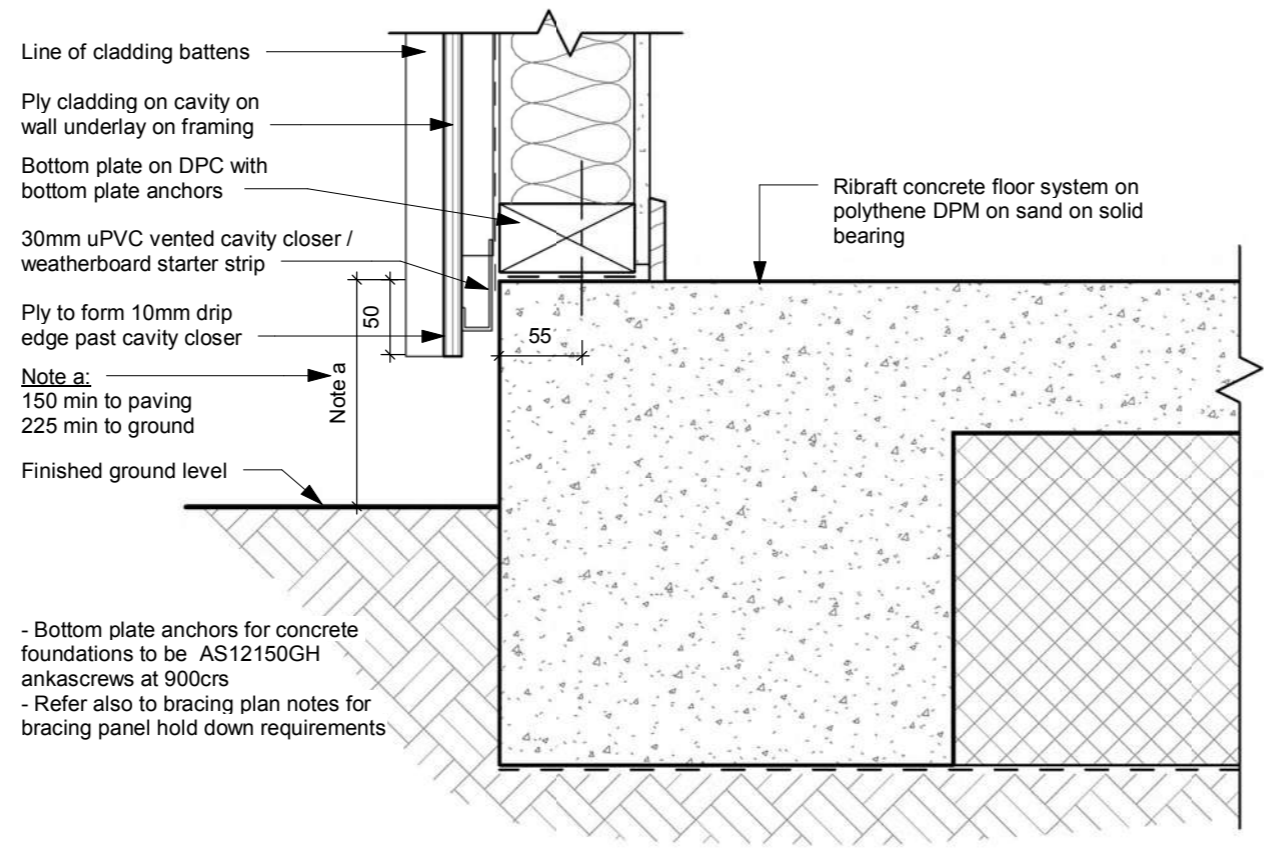 Line of cladding battens
Ply cladding on cavity on
wall underlay on framing
Bottom plate on DPC with
bottom plate anchors
30mm uPVC vented cavity closer /
weatherboard starter strip
Ply to form 10mm drip
edge past cavity closer
Note a:
150 min to paving
225 min to ground
Finished ground level
- Bottom plate anchors for concrete
foundations to be AS12150GH
ankascrews at 900crs
- Refer also to bracing plan notes for
bracing panel hold down requirements
50
Note a
55
Ribraft concrete floor system on
polythene DPM on sand on solid
bearing